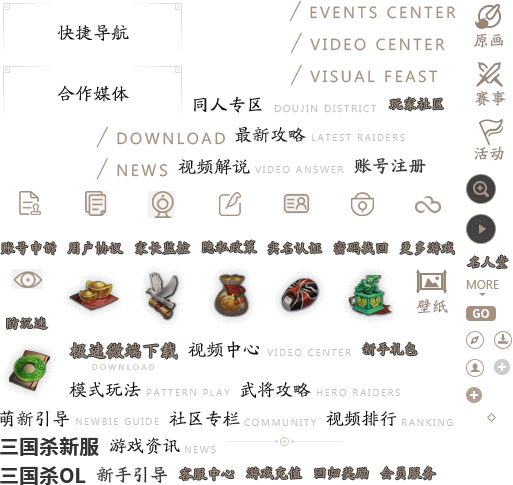 快捷导航
/ EVENTS CENTER
原画
/ VIDEO CENTER
合作媒体
/ VISUAL FEAST
赛事
同人专区 DOUJIN DISTRICT 玩家社区
/ DOWNLOAD 最新攻略 LATEST RAIDERS
活动
/ NEWS 视频解说 VIDEO ANSWER 账号注册
账号申诉 用户协议 家长监控 隐私政策 实名认证 密码找回 更多游戏
名人堂
MORE
壁纸
GO
防沉迷
极速微端下载 视频中心 VIDEO CENTER 新手礼包
DOWNLOAD
模式玩法 PATTERN PLAY 武将攻略 HERO RAIDERS
萌新引导 NEWBIE GUIDE 社区专栏 COMMUNITY 视频排行 RANKING
三国杀新服 游戏资讯 NEWS
三国杀OL 新手引导 客服中心 游戏充值 回归奖励 会员服务